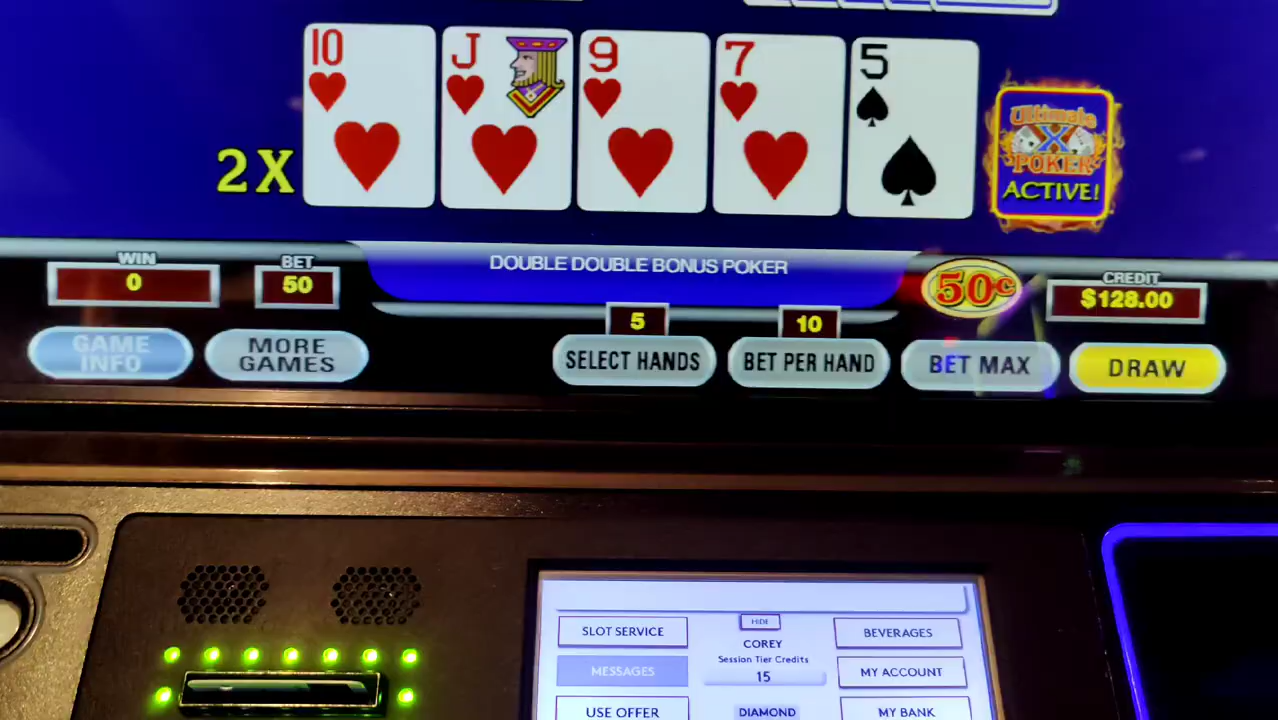 10
J
9
7
5
2X
Ultimate
X
POKER
ACTIVE!
WIN
0
BET
50
DOUBLE DOUBLE BONUS POKER
50¢
CREDIT
$128.00
GAME
INFO
MORE
GAMES
5
SELECT HANDS
10
BET PER HAND
BET MAX
DRAW
HIDE
SLOT SERVICE
COREY
BEVERAGES
Session Tier Credits
MESSAGES
15
MY ACCOUNT
USE OFFER
DIAMOND
MY BANK